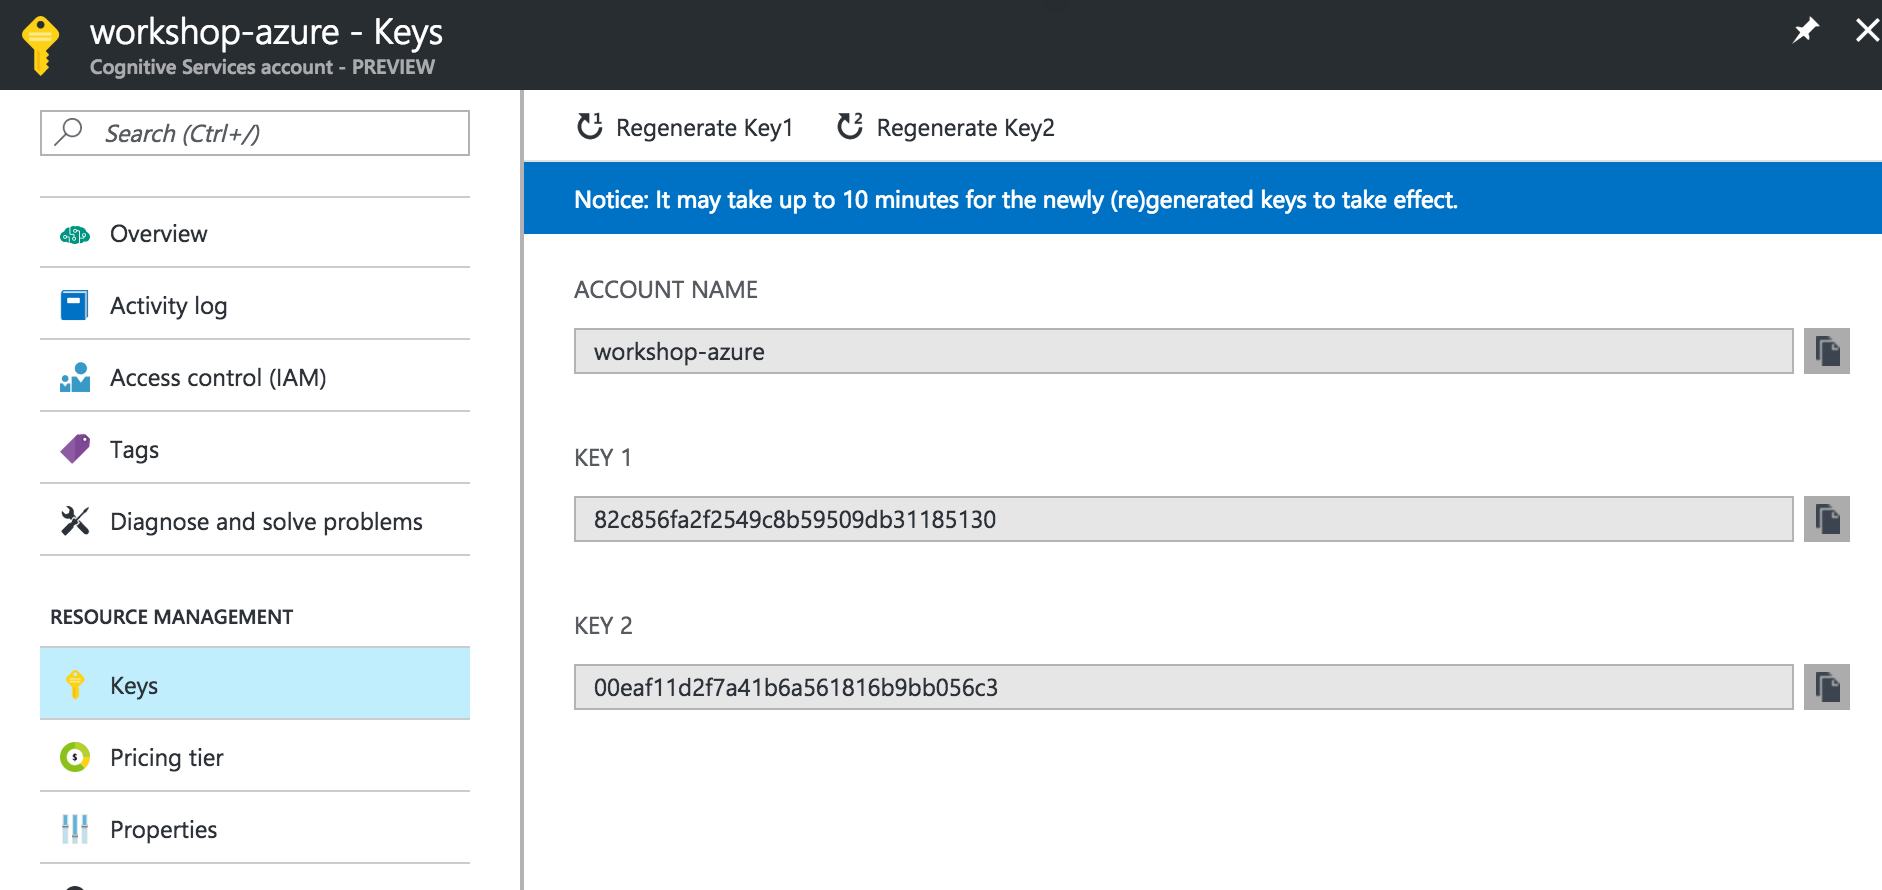 workshop-azure - Keys
Cognitive Services account - PREVIEW
Search (Ctrl+/)
Overview
Activity log
Access control (IAM)
Tags
Diagnose and solve problems
RESOURCE MANAGEMENT
Keys
Pricing tier
Properties
1 Regenerate Key1
2 Regenerate Key2
Notice: It may take up to 10 minutes for the newly (re)generated keys to take effect.
ACCOUNT NAME
workshop-azure
KEY 1
82c856fa2f2549c8b59509db31185130
KEY 2
00eaf11d2f7a41b6a561816b9bb056c3